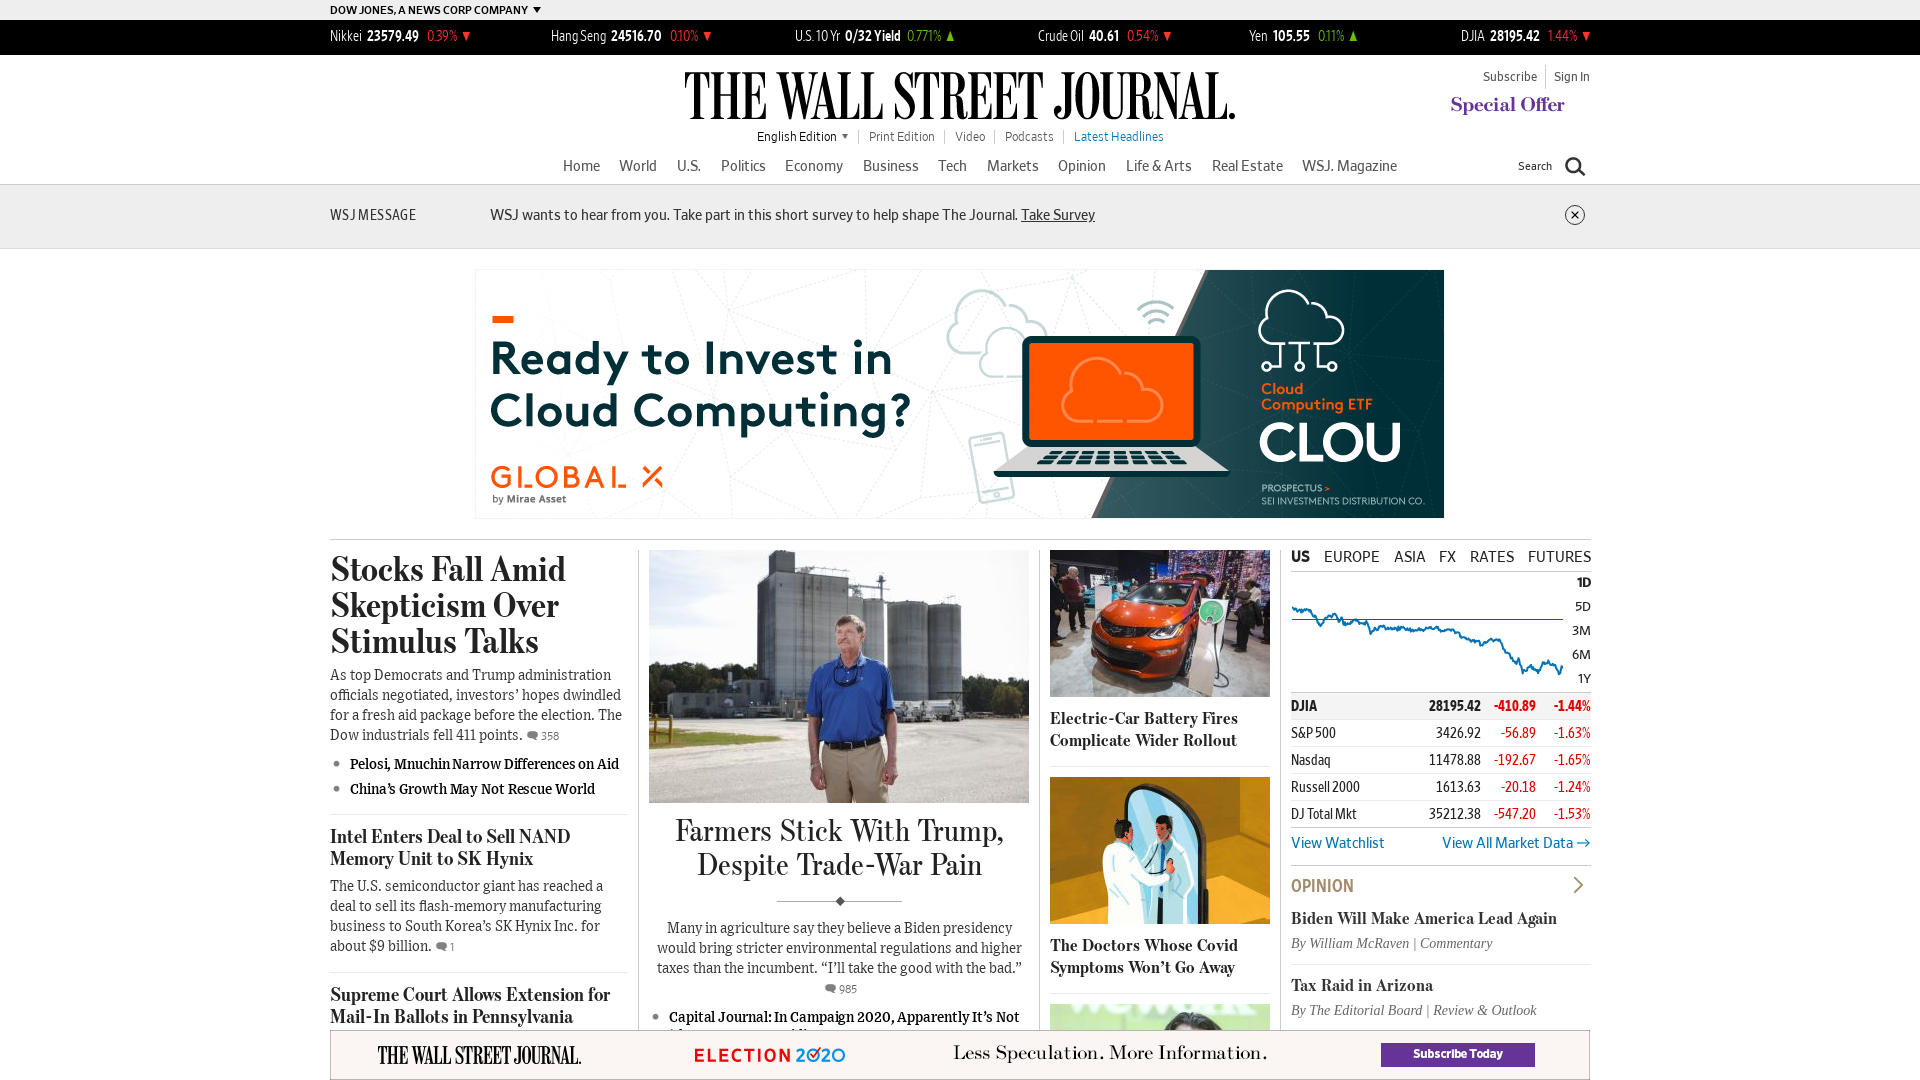 DOW JONES, A NEWS CORP COMPANY
Nikkei 23579.49 0.39% Hang Seng 24516.70 0.10% U.S. 10 Yr 0/32 Yield 0.771% Crude Oil 40.61 0.54% Yen 105.55 0.11% DJIA 28195.42 1.44%
Subscribe Sign In
THE WALL STREET JOURNAL.
Special Offer
English Edition Print Edition Video Podcasts Latest Headlines
Home World U.S. Politics Economy Business Tech Markets Opinion Life & Arts Real Estate WSJ. Magazine Search
WSJ MESSAGE WSJ wants to hear from you. Take part in this short survey to help shape The Journal. Take Survey
Ready to Invest in
Cloud Computing?
GLOBAL X
by Mirae Asset
Cloud
Computing ETF
CLOU
PROSPECTUS >
SEI INVESTMENTS DISTRIBUTION CO.
Stocks Fall Amid
Skepticism Over
Stimulus Talks
As top Democrats and Trump administration
officials negotiated, investors’ hopes dwindled
for a fresh aid package before the election. The
Dow industrials fell 411 points. 358
Pelosi, Mnuchin Narrow Differences on Aid
China’s Growth May Not Rescue World
Intel Enters Deal to Sell NAND
Memory Unit to SK Hynix
The U.S. semiconductor giant has reached a
deal to sell its flash-memory manufacturing
business to South Korea’s SK Hynix Inc. for
about $9 billion. 1
Supreme Court Allows Extension for
Mail-In Ballots in Pennsylvania
Farmers Stick With Trump,
Despite Trade-War Pain
Many in agriculture say they believe a Biden presidency
would bring stricter environmental regulations and higher
taxes than the incumbent. “I’ll take the good with the bad.”
985
Capital Journal: In Campaign 2020, Apparently It’s Not
Electric-Car Battery Fires
Complicate Wider Rollout
The Doctors Whose Covid
Symptoms Won’t Go Away
US EUROPE ASIA FX RATES FUTURES
1D
5D
3M
6M
1Y
DJIA 28195.42 -410.89 -1.44%
S&P 500 3426.92 -56.89 -1.63%
Nasdaq 11478.88 -192.67 -1.65%
Russell 2000 1613.63 -20.18 -1.24%
DJ Total Mkt 35212.38 -547.20 -1.53%
View Watchlist View All Market Data
OPINION
Biden Will Make America Lead Again
By William McRaven | Commentary
Tax Raid in Arizona
By The Editorial Board | Review & Outlook
THE WALL STREET JOURNAL. ELECTION 2020 Less Speculation. More Information. Subscribe Today